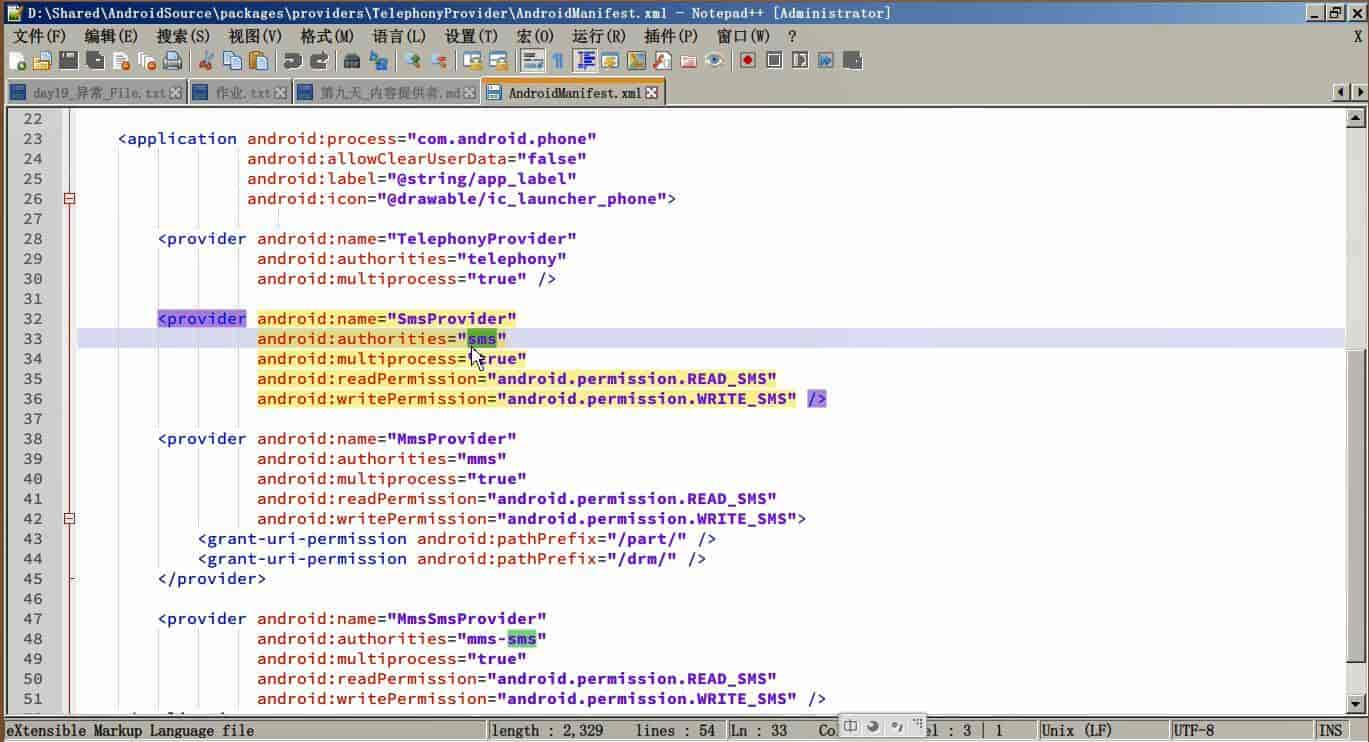 D:\Shared\AndroidSource\packages\providers\TelephonyProvider\AndroidManifest.xml - Notepad++ [Administrator]
文件(F) 编辑(E) 搜索(S) 视图(V) 格式(M) 语言(L) 设置(T) 宏(O) 运行(R) 插件(P) 窗口(W) ? X
day19_异常_File.txt 作业.txt 第九天_内容提供者.md AndroidManifest.xml
22
23 <application android:process="com.android.phone"
24 android:allowClearUserData="false"
25 android:label="@string/app_label"
26 android:icon="@drawable/ic_launcher_phone">
27
28 <provider android:name="TelephonyProvider"
29 android:authorities="telephony"
30 android:multiprocess="true" />
31
32 <provider android:name="SmsProvider"
33 android:authorities="sms"
34 android:multiprocess="true"
35 android:readPermission="android.permission.READ_SMS"
36 android:writePermission="android.permission.WRITE_SMS" />
37
38 <provider android:name="MmsProvider"
39 android:authorities="mms"
40 android:multiprocess="true"
41 android:readPermission="android.permission.READ_SMS"
42 android:writePermission="android.permission.WRITE_SMS">
43 <grant-uri-permission android:pathPrefix="/part/" />
44 <grant-uri-permission android:pathPrefix="/drm/" />
45 </provider>
46
47 <provider android:name="MmsSmsProvider"
48 android:authorities="mms-sms"
49 android:multiprocess="true"
50 android:readPermission="android.permission.READ_SMS"
51 android:writePermission="android.permission.WRITE_SMS" />
eXtensible Markup Language file length : 2,329 lines : 54 Ln : 33 Co el : 3 | 1 Unix (LF) UTF-8 INS